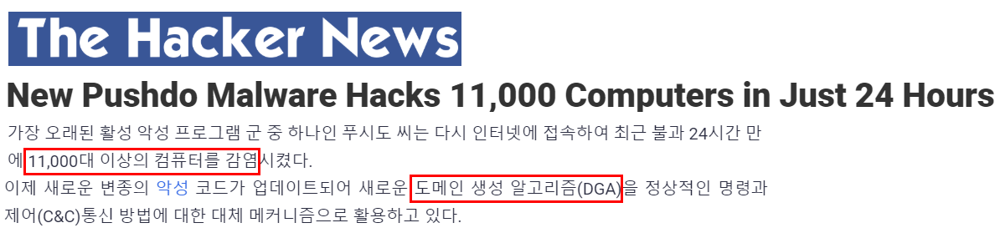 The Hacker News
New Pushdo Malware Hacks 11,000 Computers in Just 24 Hours
가장 오래된 활성 악성 프로그램 군 중 하나인 푸시도 씨는 다시 인터넷에 접속하여 최근 불과 24시간 만
에 11,000대 이상의 컴퓨터를 감염시켰다.
이제 새로운 변종의 악성 코드가 업데이트되어 새로운 도메인 생성 알고리즘(DGA)을 정상적인 명령과
제어(C&C)통신 방법에 대한 대체 메커니즘으로 활용하고 있다.